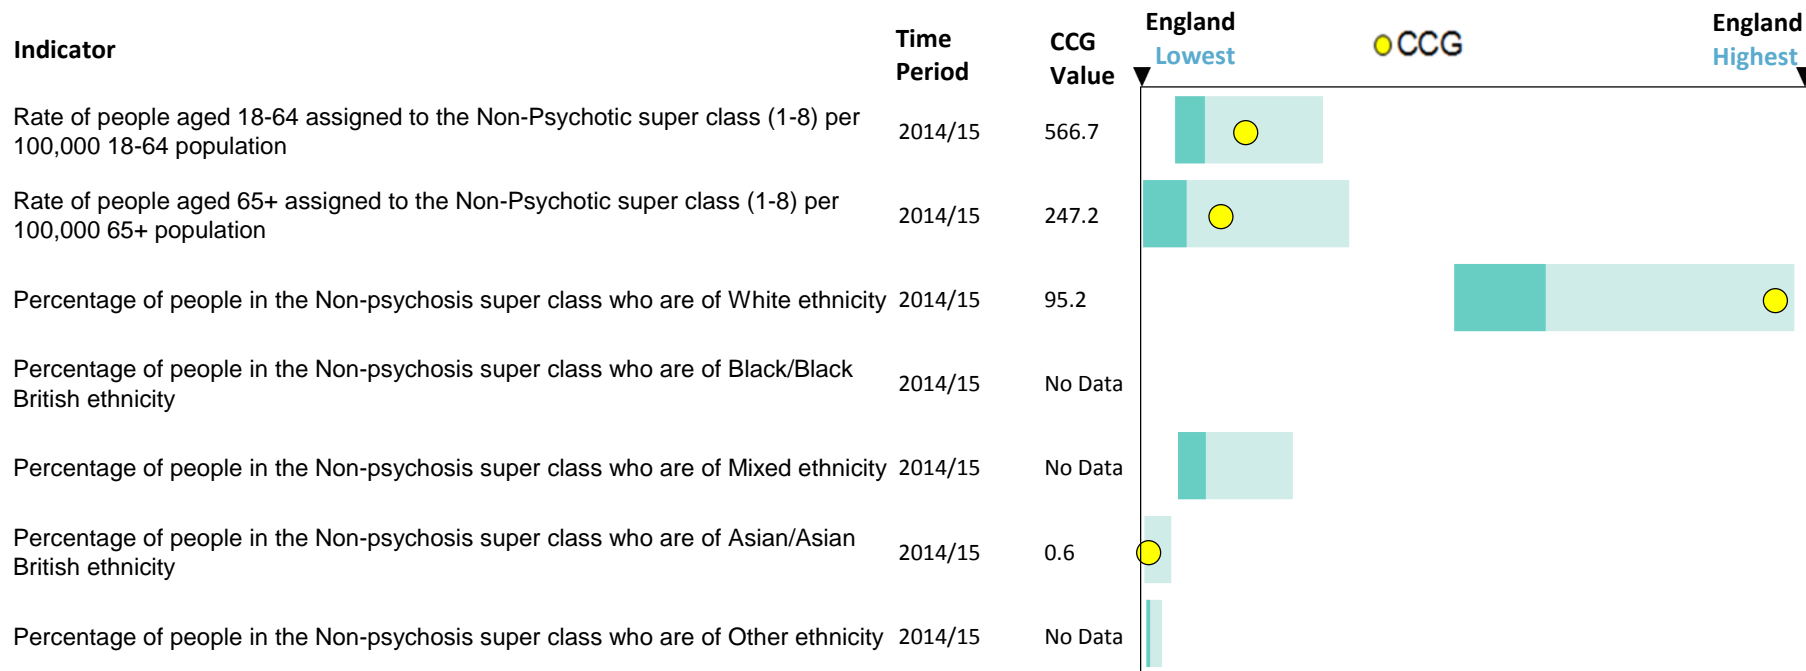 Indicator
Time
Period
CCG
Value
England
Lowest
CCG
England
Highest
Rate of people aged 18-64 assigned to the Non-Psychotic super class (1-8) per
100,000 18-64 population
2014/15
566.7
Rate of people aged 65+ assigned to the Non-Psychotic super class (1-8) per
100,000 65+ population
2014/15
247.2
Percentage of people in the Non-psychosis super class who are of White ethnicity
2014/15
95.2
Percentage of people in the Non-psychosis super class who are of Black/Black
British ethnicity
2014/15
No Data
Percentage of people in the Non-psychosis super class who are of Mixed ethnicity
2014/15
No Data
Percentage of people in the Non-psychosis super class who are of Asian/Asian
British ethnicity
2014/15
0.6
Percentage of people in the Non-psychosis super class who are of Other ethnicity
2014/15
No Data